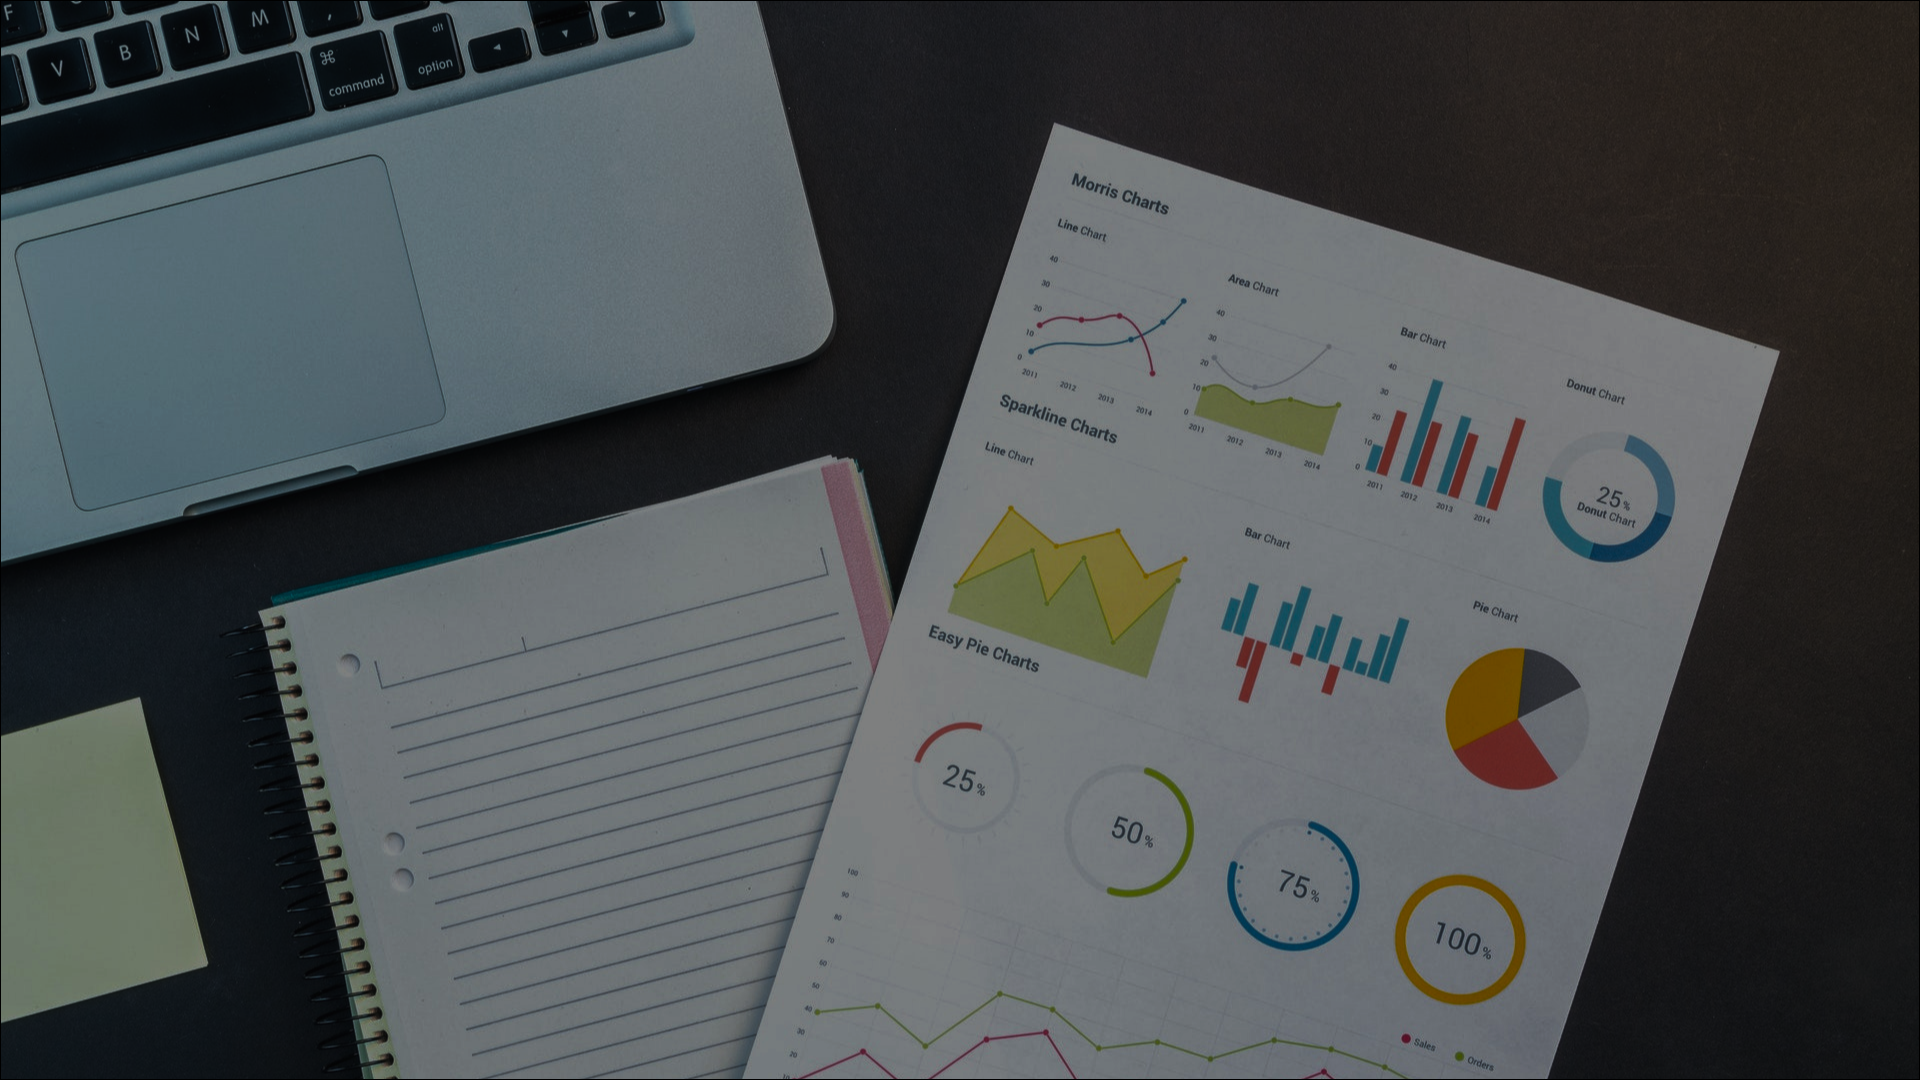 F
V
B
N
M
,
⌘
command
alt
option
◄
▼
►
Morris Charts
Line Chart
40
30
20
10
0
2011
2012
2013
2014
Area Chart
40
30
20
10
0
2011
2012
2013
2014
Bar Chart
40
30
20
10
0
2011
2012
2013
2014
Donut Chart
25%
Donut Chart
Sparkline Charts
Line Chart
Bar Chart
Pie Chart
Easy Pie Charts
25%
50%
75%
100%
100
90
80
70
60
50
40
30
20
10
Sales
Orders